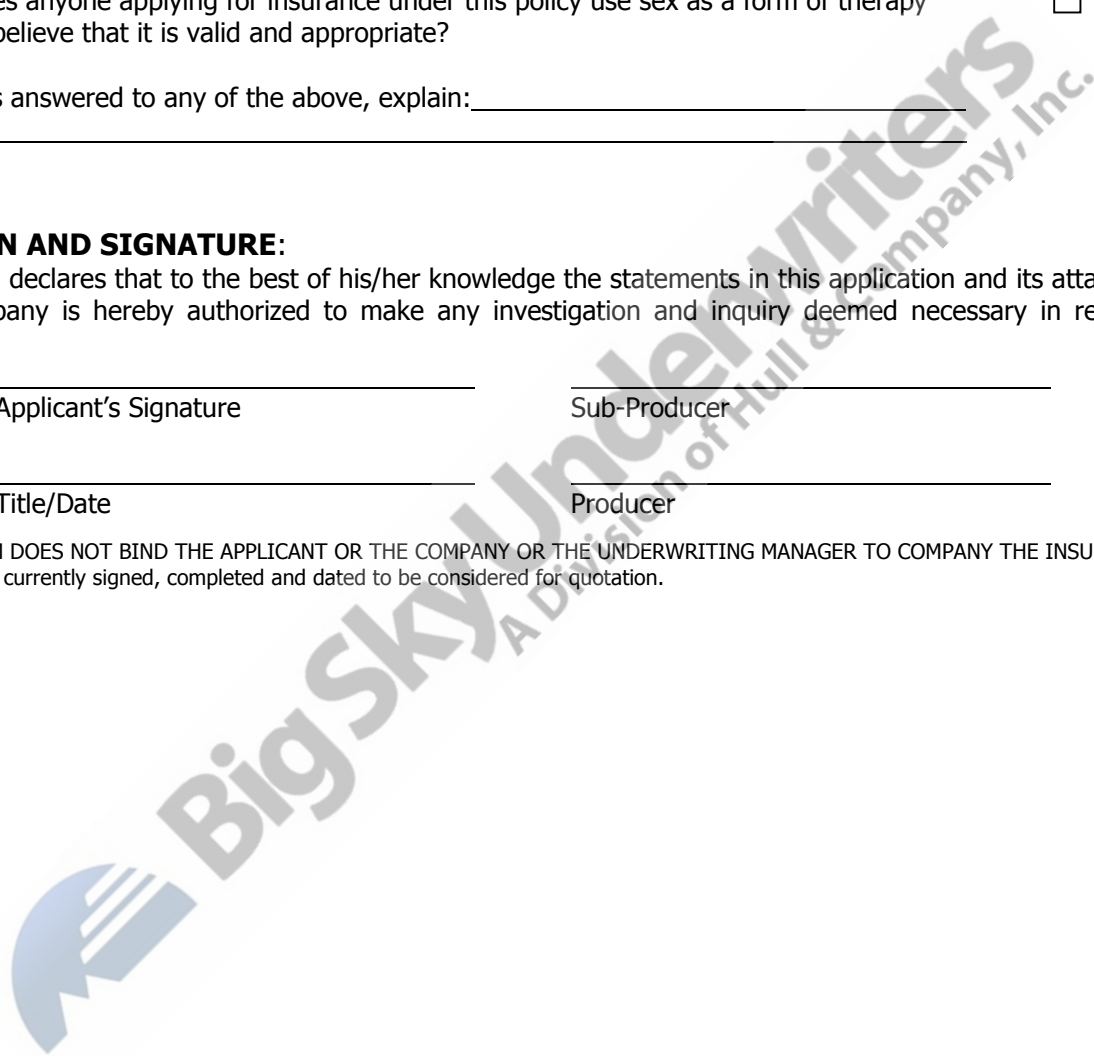 es anyone applying for insurance under this policy use sex as a form of therapy
believe that it is valid and appropriate?
s answered to any of the above, explain:
N AND SIGNATURE:
declares that to the best of his/her knowledge the statements in this application and its atta
pany is hereby authorized to make any investigation and inquiry deemed necessary in re
Applicant’s Signature Sub-Producer
Title/Date Producer
N DOES NOT BIND THE APPLICANT OR THE COMPANY OR THE UNDERWRITING MANAGER TO COMPANY THE INSU
currently signed, completed and dated to be considered for quotation.
Big Sky Underwriters
A Division of Hull & Company, Inc.